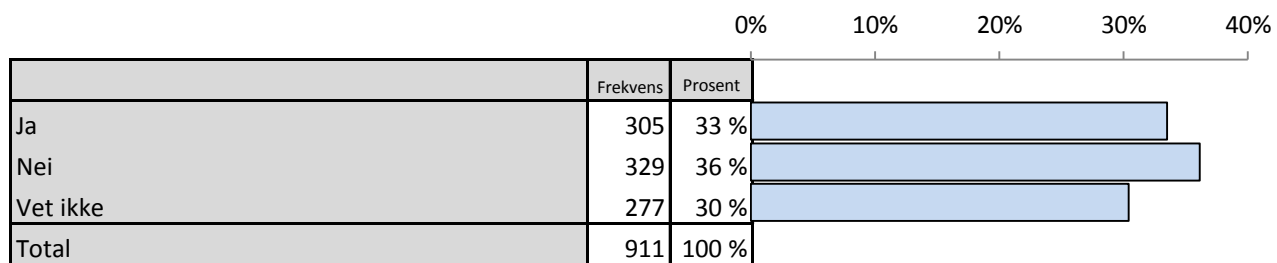 0% 10% 20% 30% 40%
Frekvens Prosent
Ja 305 33 %
Nei 329 36 %
Vet ikke 277 30 %
Total 911 100 %